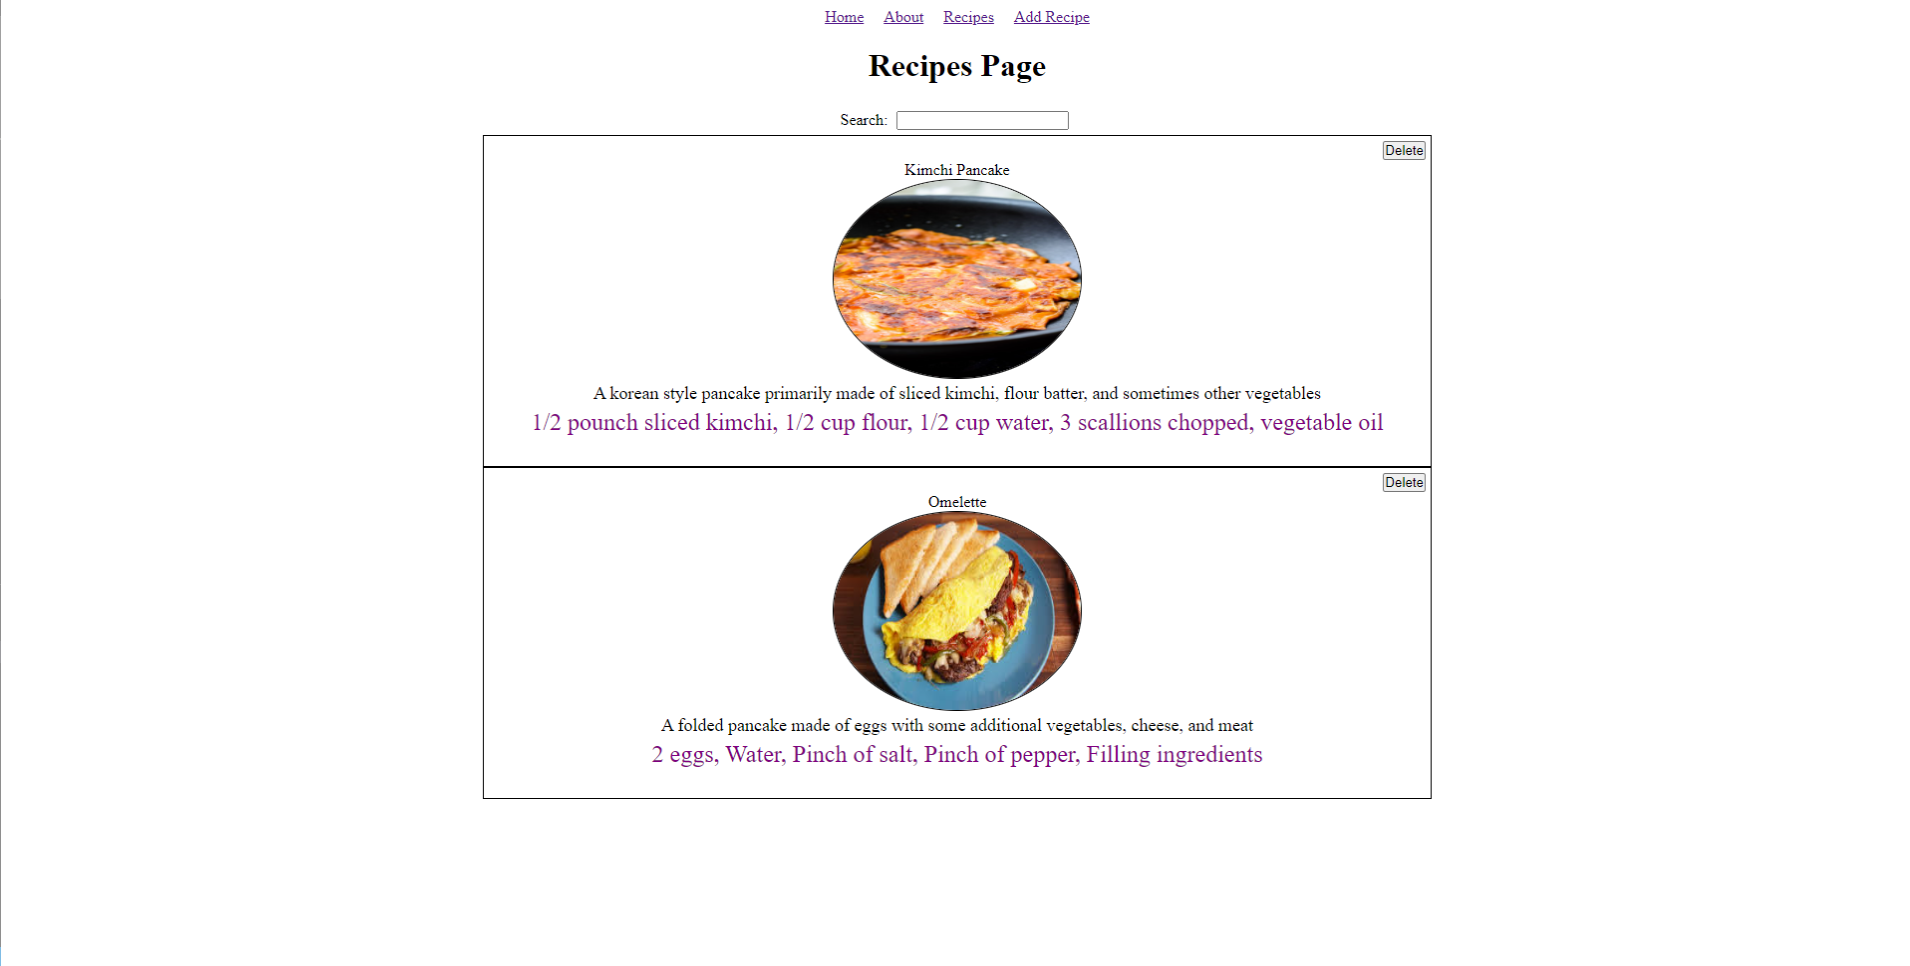 Home About Recipes Add Recipe
Recipes Page
Search:
Delete
Kimchi Pancake
A korean style pancake primarily made of sliced kimchi, flour batter, and sometimes other vegetables
1/2 pounch sliced kimchi, 1/2 cup flour, 1/2 cup water, 3 scallions chopped, vegetable oil
Delete
Omelette
A folded pancake made of eggs with some additional vegetables, cheese, and meat
2 eggs, Water, Pinch of salt, Pinch of pepper, Filling ingredients